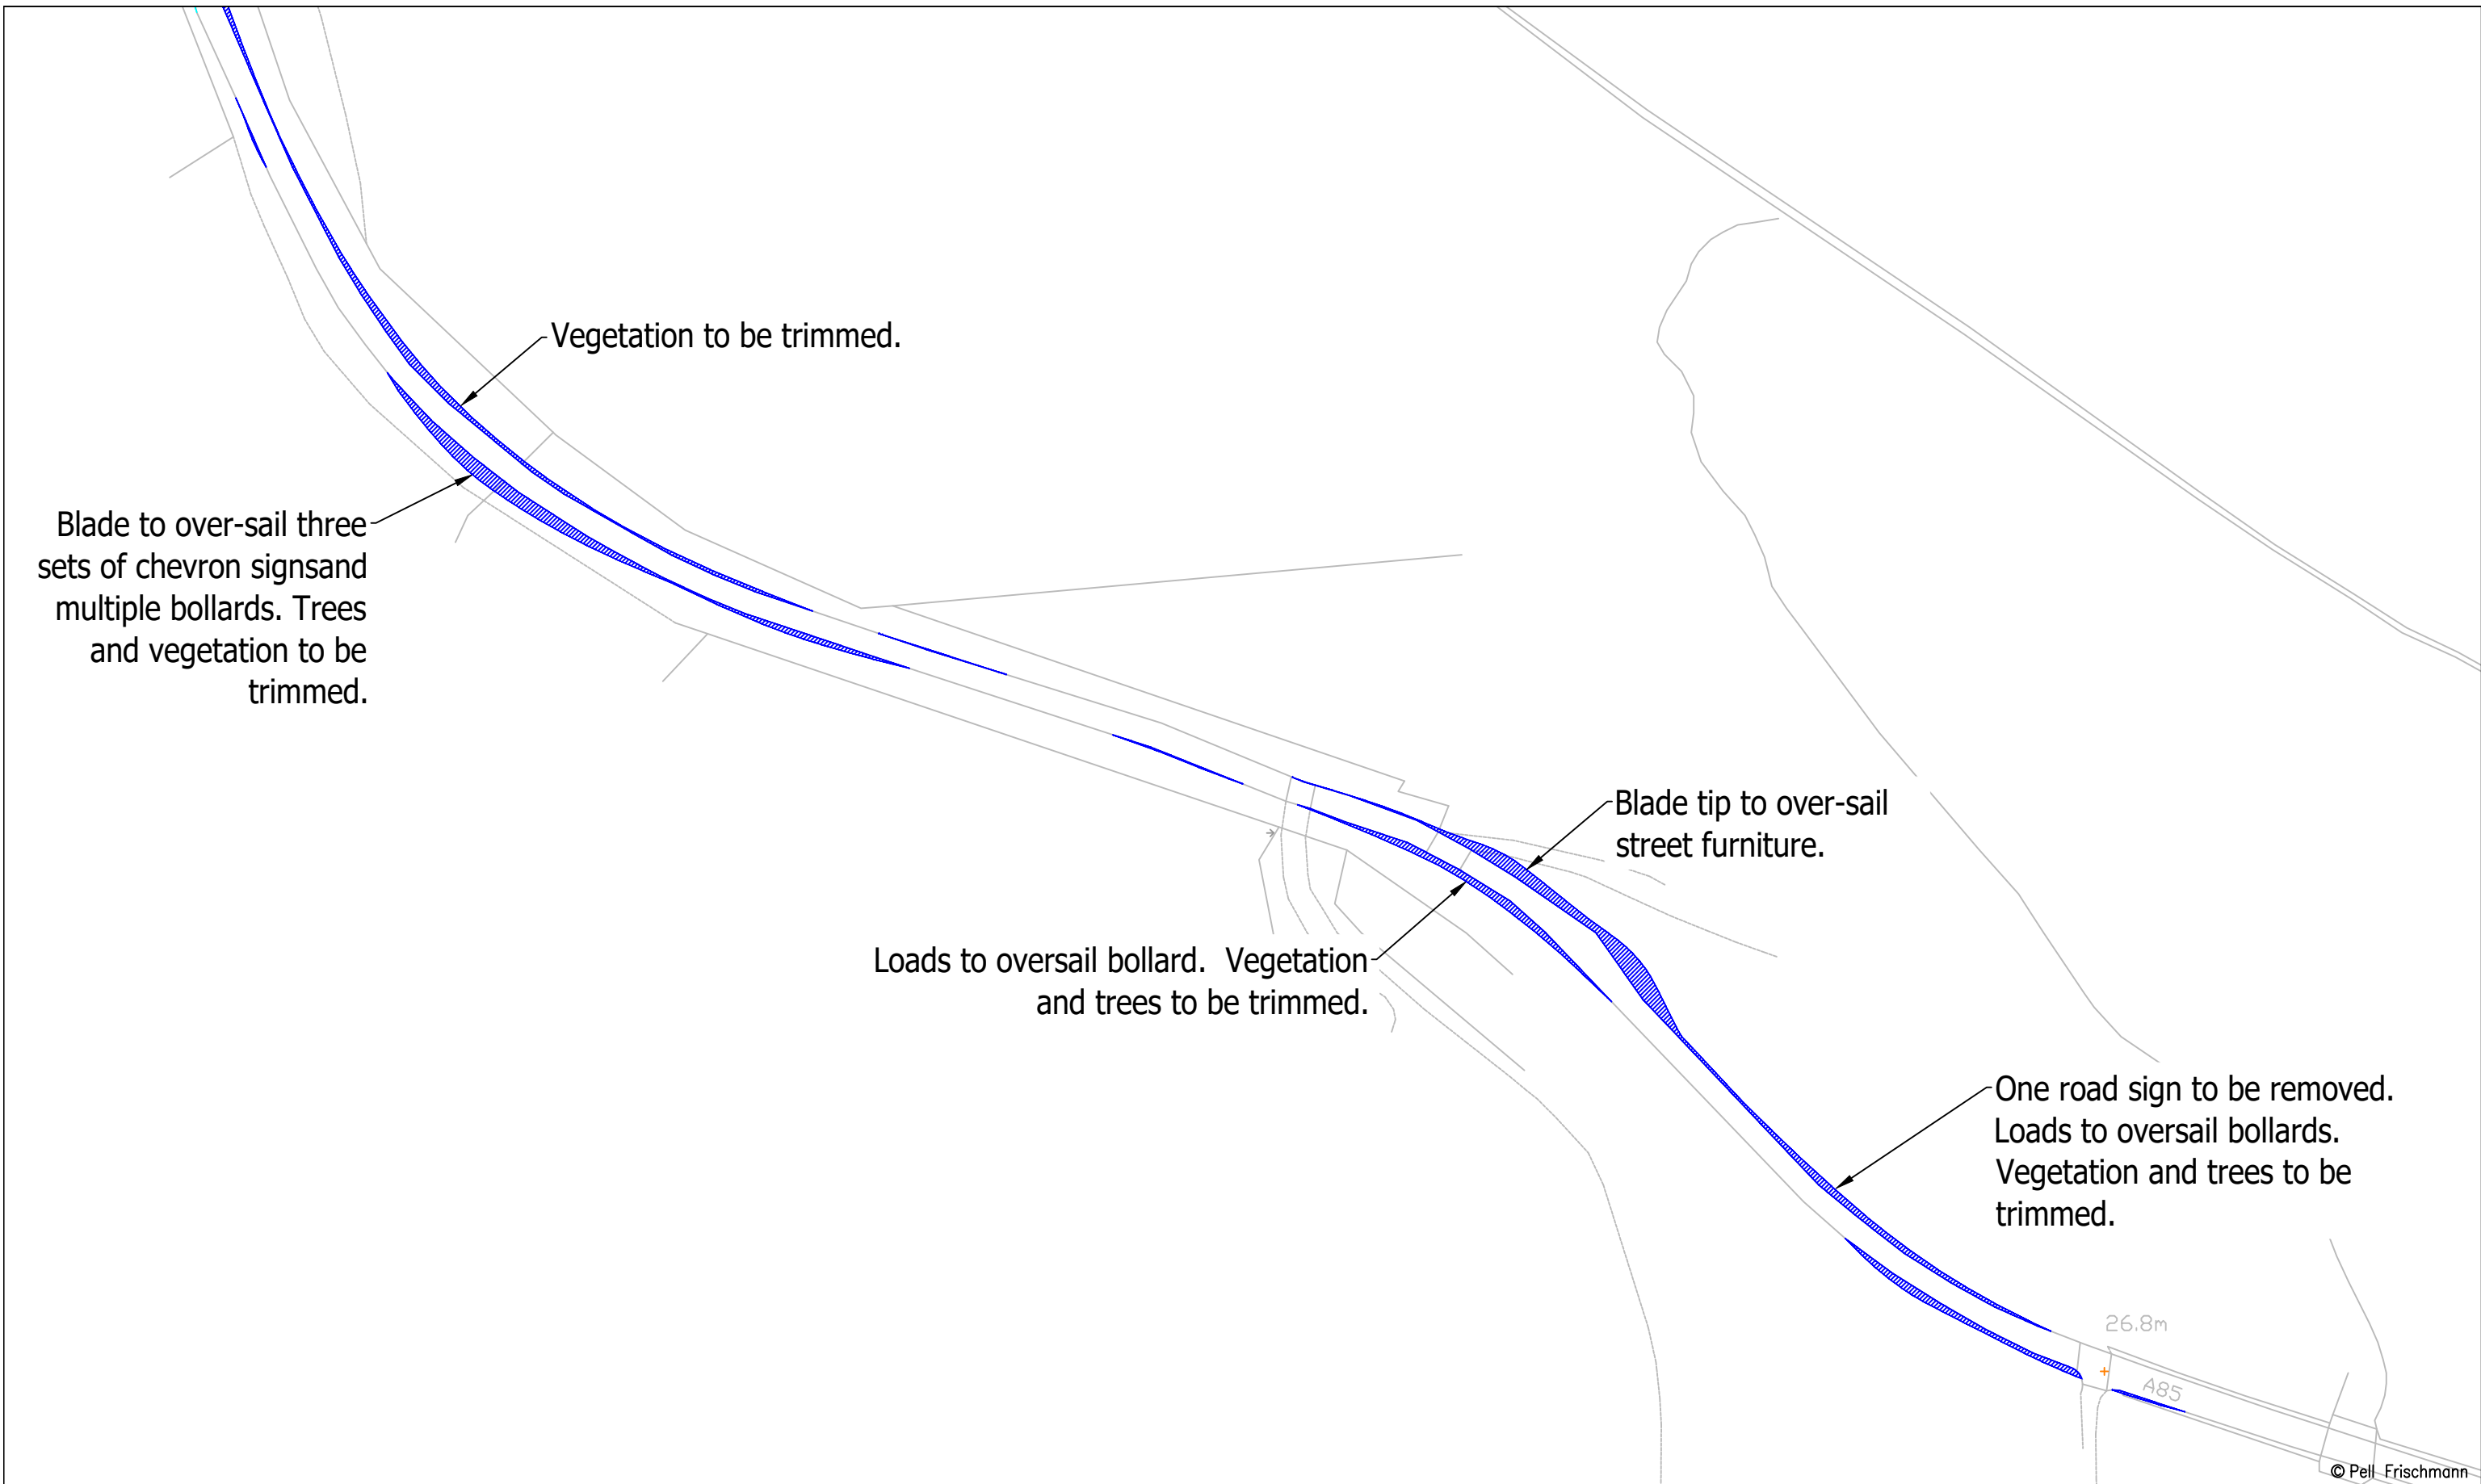 Vegetation to be trimmed.
Blade to over-sail three
sets of chevron signsand
multiple bollards. Trees
and vegetation to be
trimmed.
Blade tip to over-sail
street furniture.
Loads to oversail bollard.  Vegetation
and trees to be trimmed.
One road sign to be removed.
Loads to oversail bollards.
Vegetation and trees to be
trimmed.
26.8m
A85
© Pell Frischmann